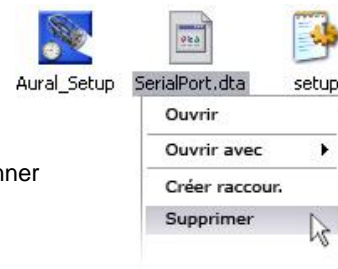 Aural_Setup SerialPort.dta setup
Ouvrir
Ouvrir avec
nner
Créer raccour.
Supprimer